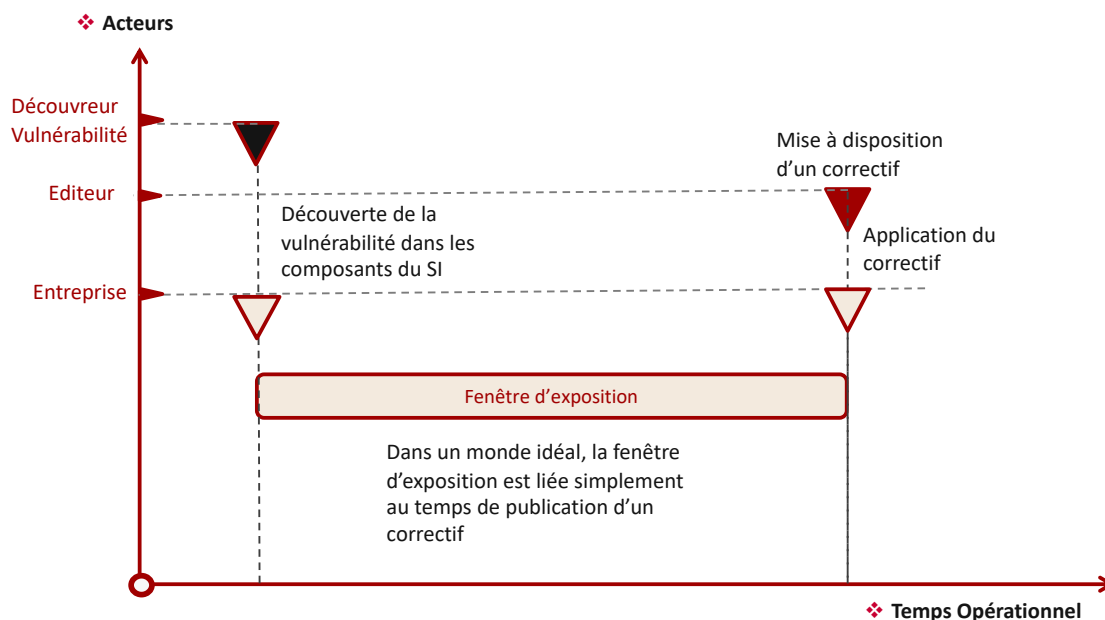 ❖ Acteurs
Découvreur
Vulnérabilité
Mise à disposition
d’un correctif
Editeur
Découverte de la
vulnérabilité dans les
composants du SI
Application du
correctif
Entreprise
Fenêtre d’exposition
Dans un monde idéal, la fenêtre
d’exposition est liée simplement
au temps de publication d’un
correctif
❖ Temps Opérationnel